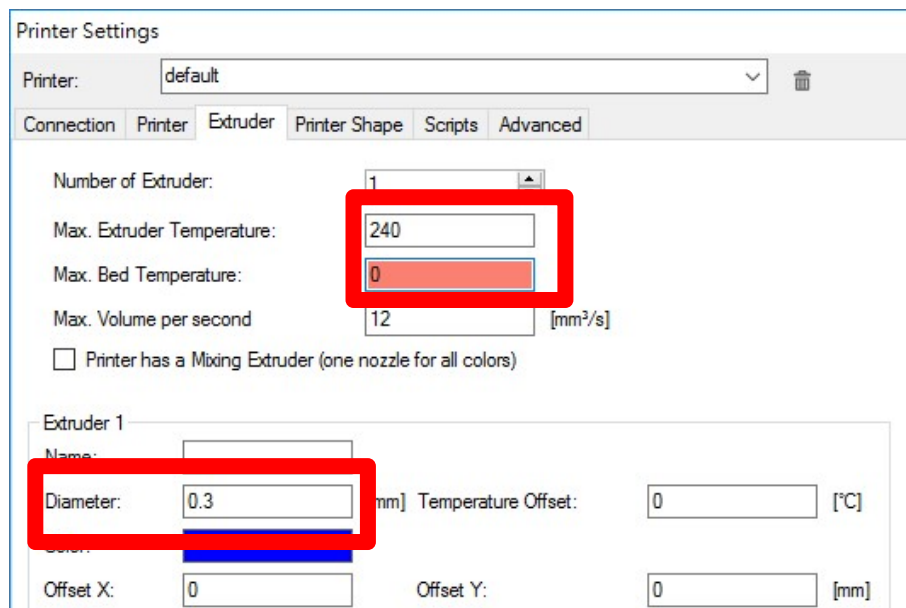 Printer Settings
Printer: default
Connection Printer Extruder Printer Shape Scripts Advanced
Number of Extruder: 1
Max. Extruder Temperature: 240
Max. Bed Temperature: 0
Max. Volume per second 12 [mm³/s]
Printer has a Mixing Extruder (one nozzle for all colors)
Extruder 1
Name:
Diameter: 0.3 mm] Temperature Offset: 0 [°C]
Color:
Offset X: 0 Offset Y: 0 [mm]